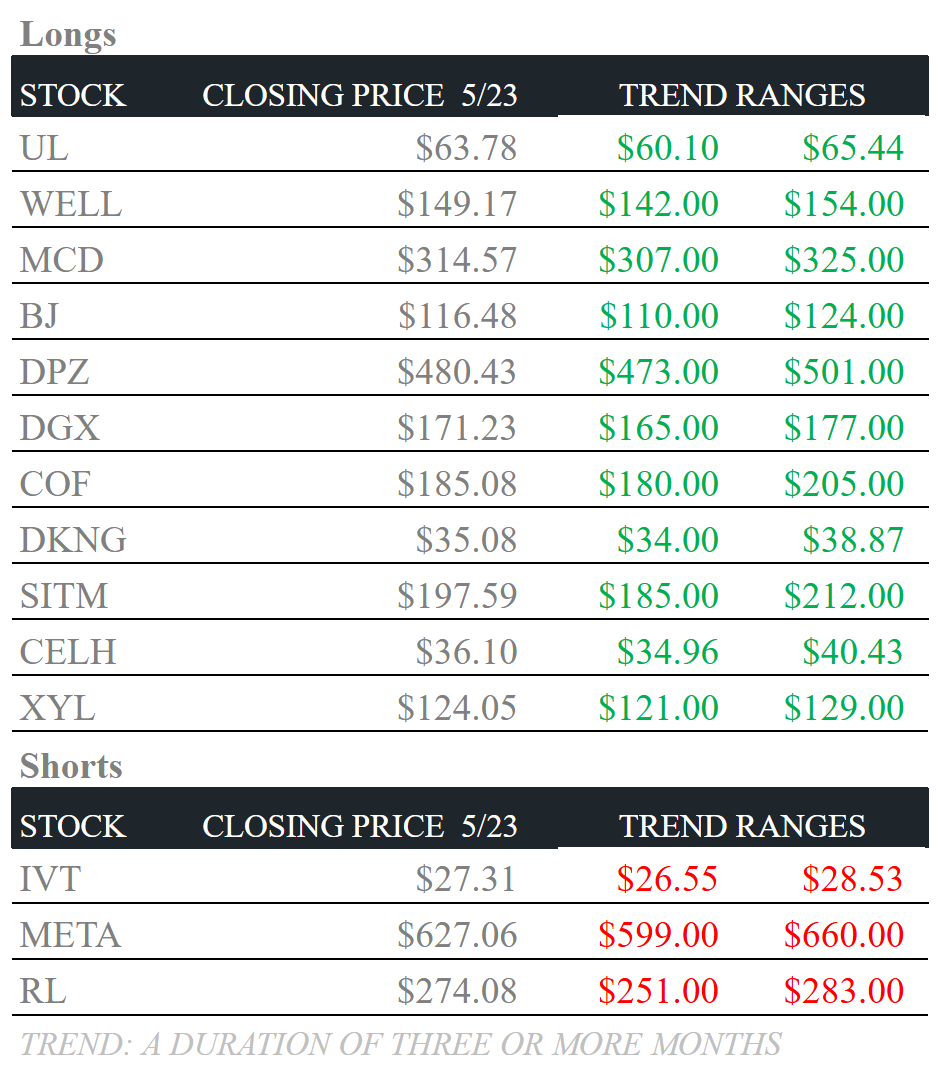 Longs
STOCK CLOSING PRICE 5/23 TREND RANGES
UL $63.78 $60.10 $65.44
WELL $149.17 $142.00 $154.00
MCD $314.57 $307.00 $325.00
BJ $116.48 $110.00 $124.00
DPZ $480.43 $473.00 $501.00
DGX $171.23 $165.00 $177.00
COF $185.08 $180.00 $205.00
DKNG $35.08 $34.00 $38.87
SITM $197.59 $185.00 $212.00
CELH $36.10 $34.96 $40.43
XYL $124.05 $121.00 $129.00
Shorts
STOCK CLOSING PRICE 5/23 TREND RANGES
IVT $27.31 $26.55 $28.53
META $627.06 $599.00 $660.00
RL $274.08 $251.00 $283.00
TREND: A DURATION OF THREE OR MORE MONTHS